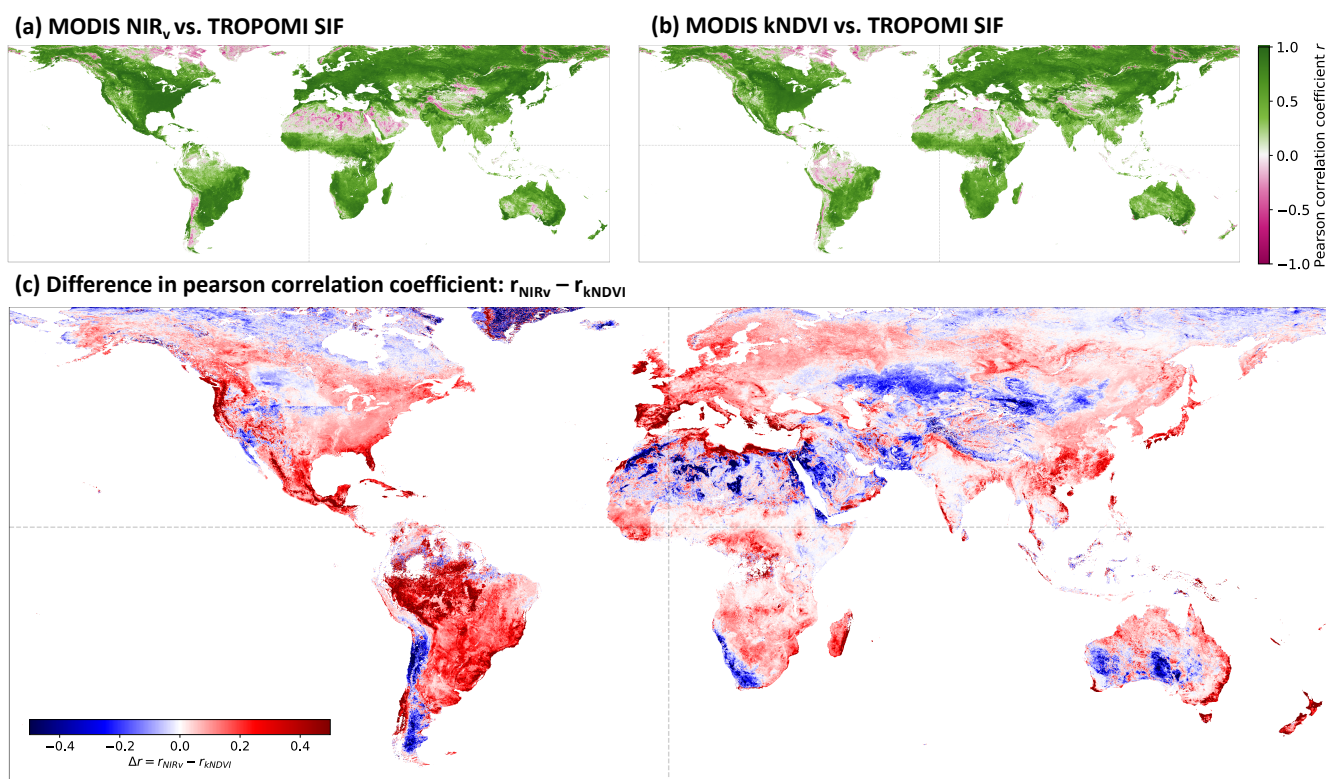 (a) MODIS NIRv vs. TROPOMI SIF
(b) MODIS kNDVI vs. TROPOMI SIF
1.0
0.5
0.0
−0.5
−1.0
Pearson correlation coefficient r
(c) Difference in pearson correlation coefficient: rNIRv − rkNDVI
−0.4 −0.2 0.0 0.2 0.4
Δr = rNIRv − rkNDVI